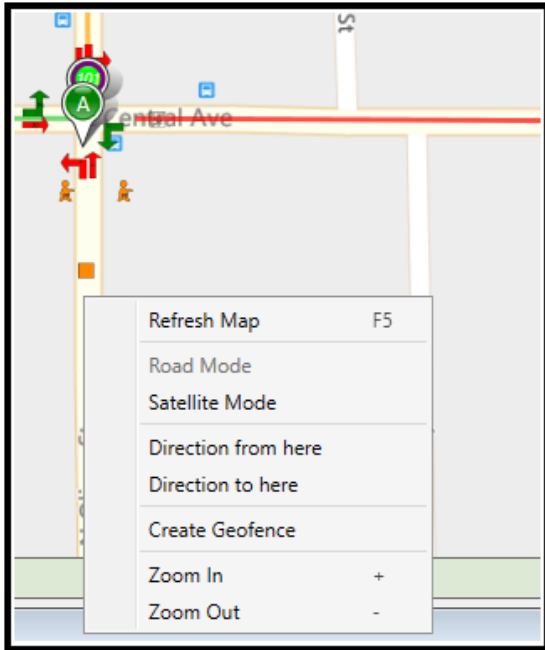 St
101
A
Central Ave
Refresh Map F5
Road Mode
Satellite Mode
Direction from here
Direction to here
Create Geofence
Zoom In +
Zoom Out -